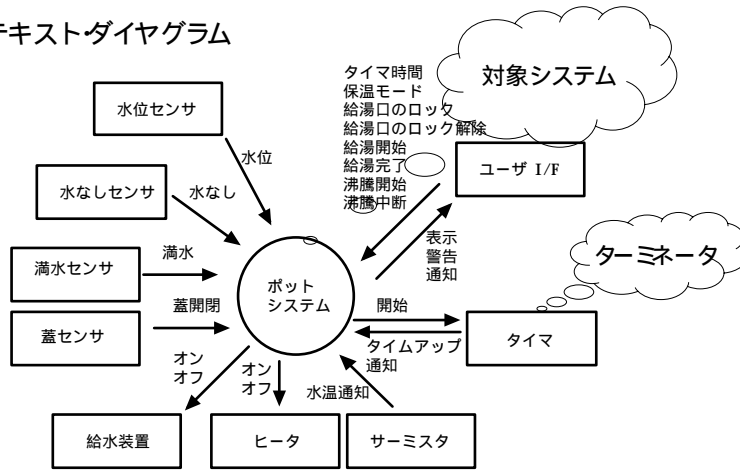 テキスト・ダイヤグラム
対象システム
タイマ時間
保温モード
給湯口のロック
給湯口のロック解除
給湯開始
給湯完了
沸騰開始
沸騰中断
水位センサ
水位
ユーザ I/F
水なしセンサ
水なし
表示
警告
通知
ターミネータ
満水センサ
満水
ポット
システム
蓋センサ
蓋開閉
開始
タイマ
タイムアップ
通知
オン
オフ
オン
オフ
水温通知
給水装置
ヒータ
サーミスタ